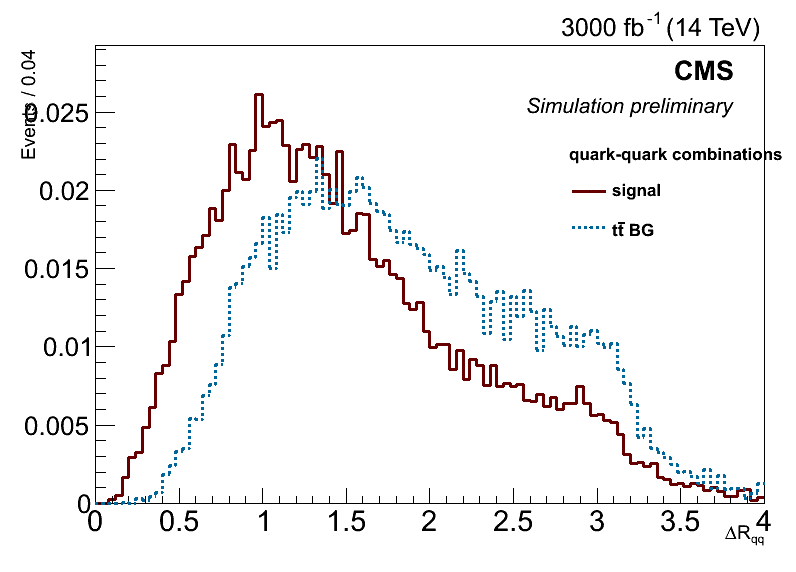 3000 fb⁻¹ (14 TeV)
CMS
Simulation preliminary
quark-quark combinations
signal
tt̄ BG
Events / 0.04
0.025
0.02
0.015
0.01
0.005
0
0 0.5 1 1.5 2 2.5 3 3.5 4
ΔRqq